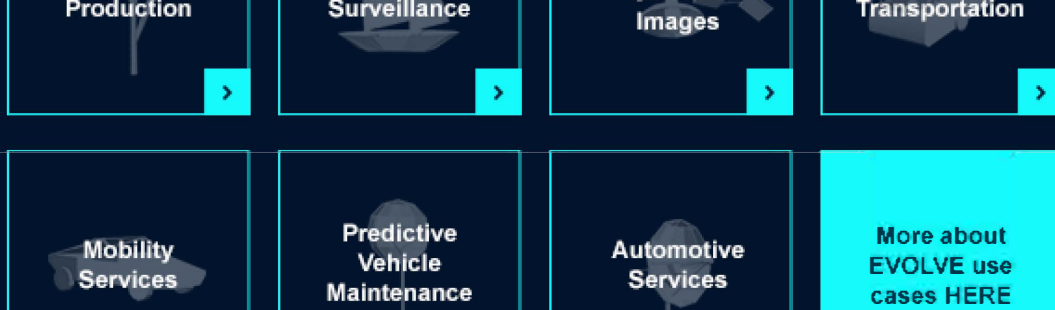 Production
Surveillance
Images
Transportation
Mobility
Services
Predictive
Vehicle
Maintenance
Automotive
Services
More about
EVOLVE use
cases HERE